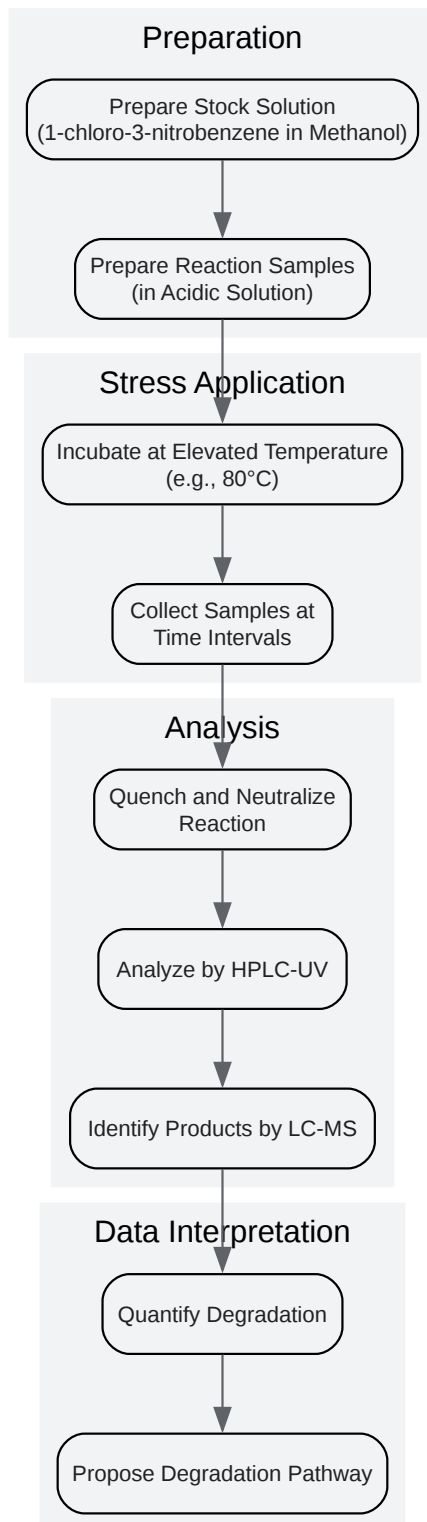 Preparation
Prepare Stock Solution
(1-chloro-3-nitrobenzene in Methanol)
Prepare Reaction Samples
(in Acidic Solution)
Stress Application
Incubate at Elevated Temperature
(e.g., 80°C)
Collect Samples at
Time Intervals
Analysis
Quench and Neutralize
Reaction
Analyze by HPLC-UV
Identify Products by LC-MS
Data Interpretation
Quantify Degradation
Propose Degradation Pathway